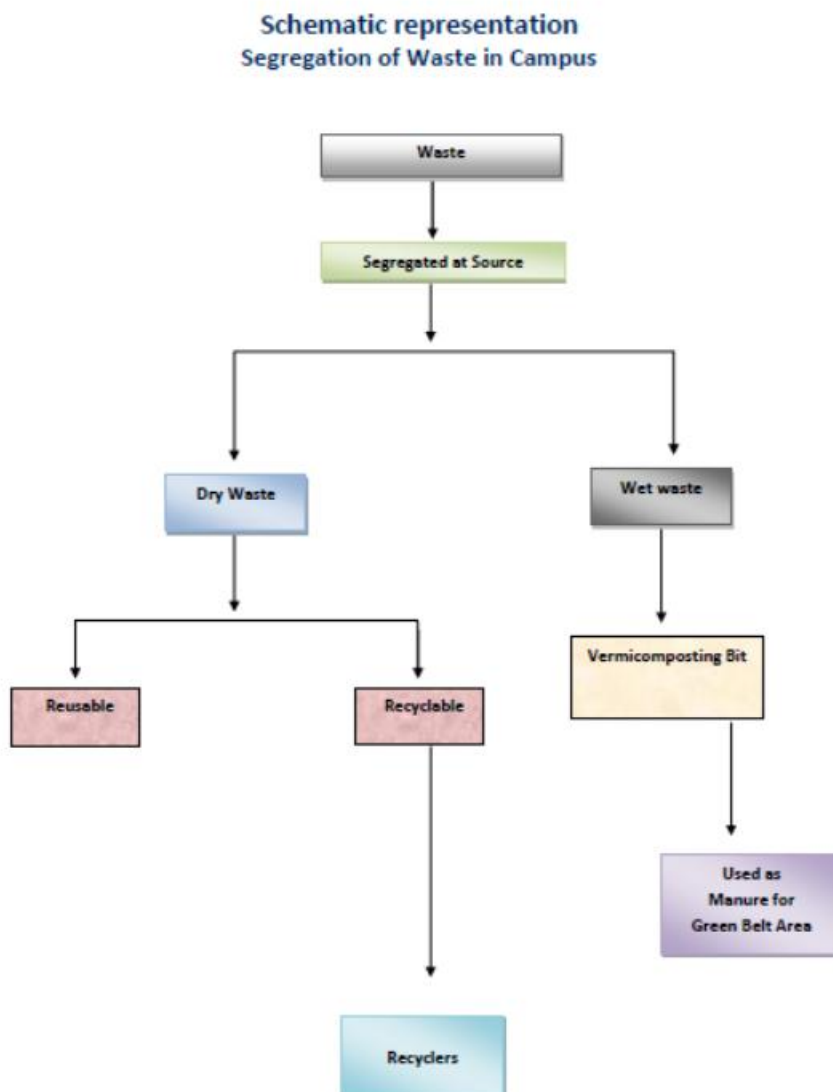 Schematic representation
Segregation of Waste in Campus
Waste
Segregated at Source
Dry Waste
Wet waste
Reusable
Recyclable
Vermicomposting Bit
Used as
Manure for
Green Belt Area
Recyclers